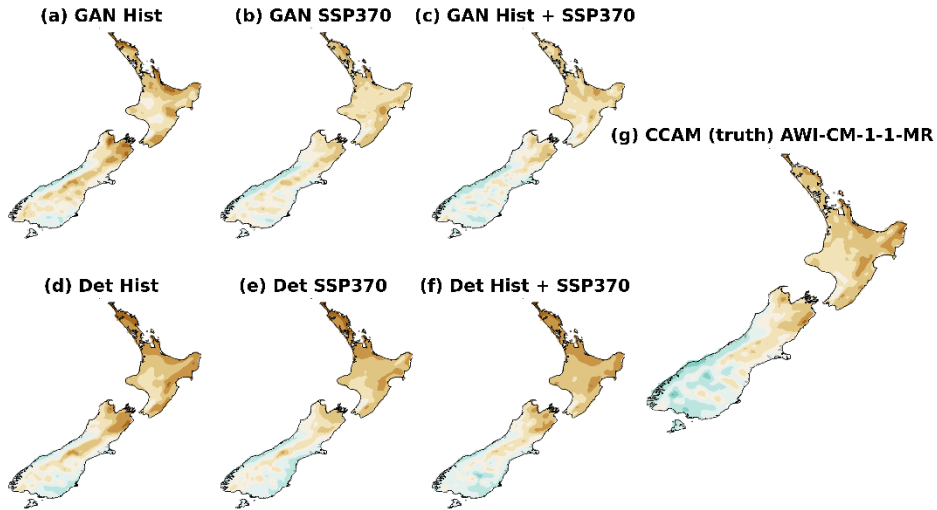 (a) GAN Hist
(b) GAN SSP370
(c) GAN Hist + SSP370
(g) CCAM (truth) AWI-CM-1-1-MR
(d) Det Hist
(e) Det SSP370
(f) Det Hist + SSP370